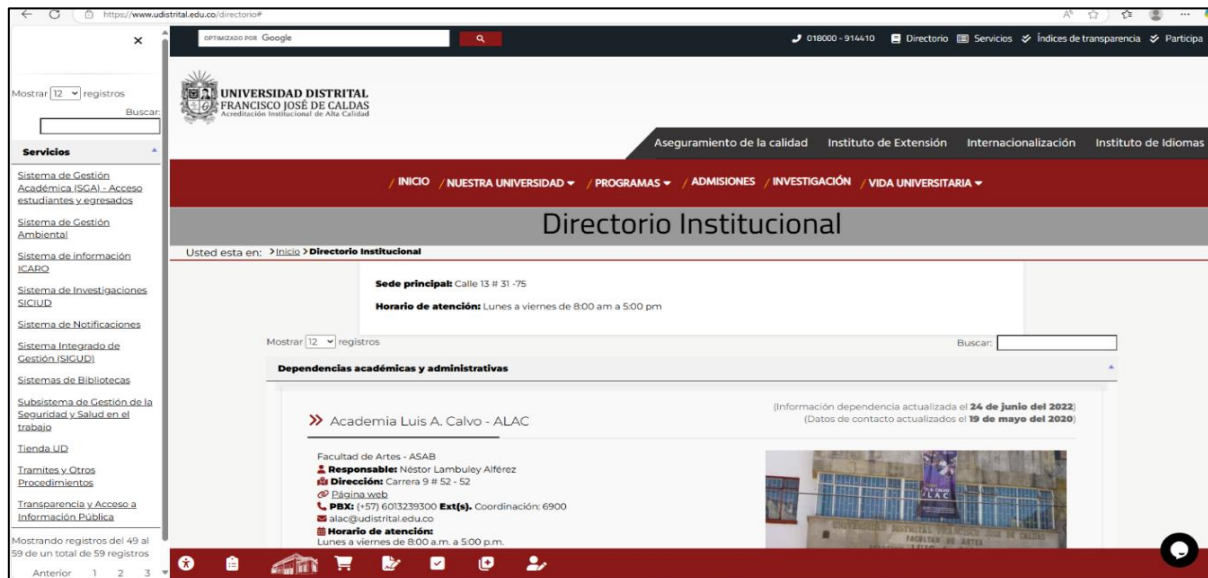 https://www.udistrital.edu.co/directorio#
Mostrar 12 registros
Buscar:
Servicios
Sistema de Gestión
Académica (SGA) - Acceso
estudiantes y egresados
Sistema de Gestión
Ambiental
Sistema de información
ICARO
Sistema de Investigaciones
SICIUD
Sistema de Notificaciones
Sistema Integrado de
Gestión (SIGUD)
Sistemas de Bibliotecas
Subsistema de Gestión de la
Seguridad y Salud en el
trabajo
Tienda UD
Tramites y Otros
Procedimientos
Transparencia y Acceso a
Información Pública
Mostrando registros del 49 al
59 de un total de 59 registros
Anterior 1 2 3
OPTIMIZADO POR Google
018000 - 914410 Directorio Servicios Índices de transparencia Participa
UNIVERSIDAD DISTRITAL
FRANCISCO JOSÉ DE CALDAS
Acreditación Institucional de Alta Calidad
Aseguramiento de la calidad Instituto de Extensión Internacionalización Instituto de Idiomas
/ INICIO / NUESTRA UNIVERSIDAD / PROGRAMAS / ADMISIONES / INVESTIGACIÓN / VIDA UNIVERSITARIA
Directorio Institucional
Usted esta en: > Inicio > Directorio Institucional
Sede principal: Calle 13 # 31 -75
Horario de atención: Lunes a viernes de 8:00 am a 5:00 pm
Mostrar 12 registros Buscar:
Dependencias académicas y administrativas
Academia Luis A. Calvo - ALAC
(Información dependencia actualizada el 24 de junio del 2022)
(Datos de contacto actualizados el 19 de mayo del 2020)
Facultad de Artes - ASAB
Responsable: Néstor Lambuley Alférez
Dirección: Carrera 9 # 52 - 52
Página web
PBX: (+57) 6013239300 Ext(s). Coordinación: 6900
alac@udistrital.edu.co
Horario de atención:
Lunes a viernes de 8:00 a.m. a 5:00 p.m.
ALAC
FACULTAD DE ARTES